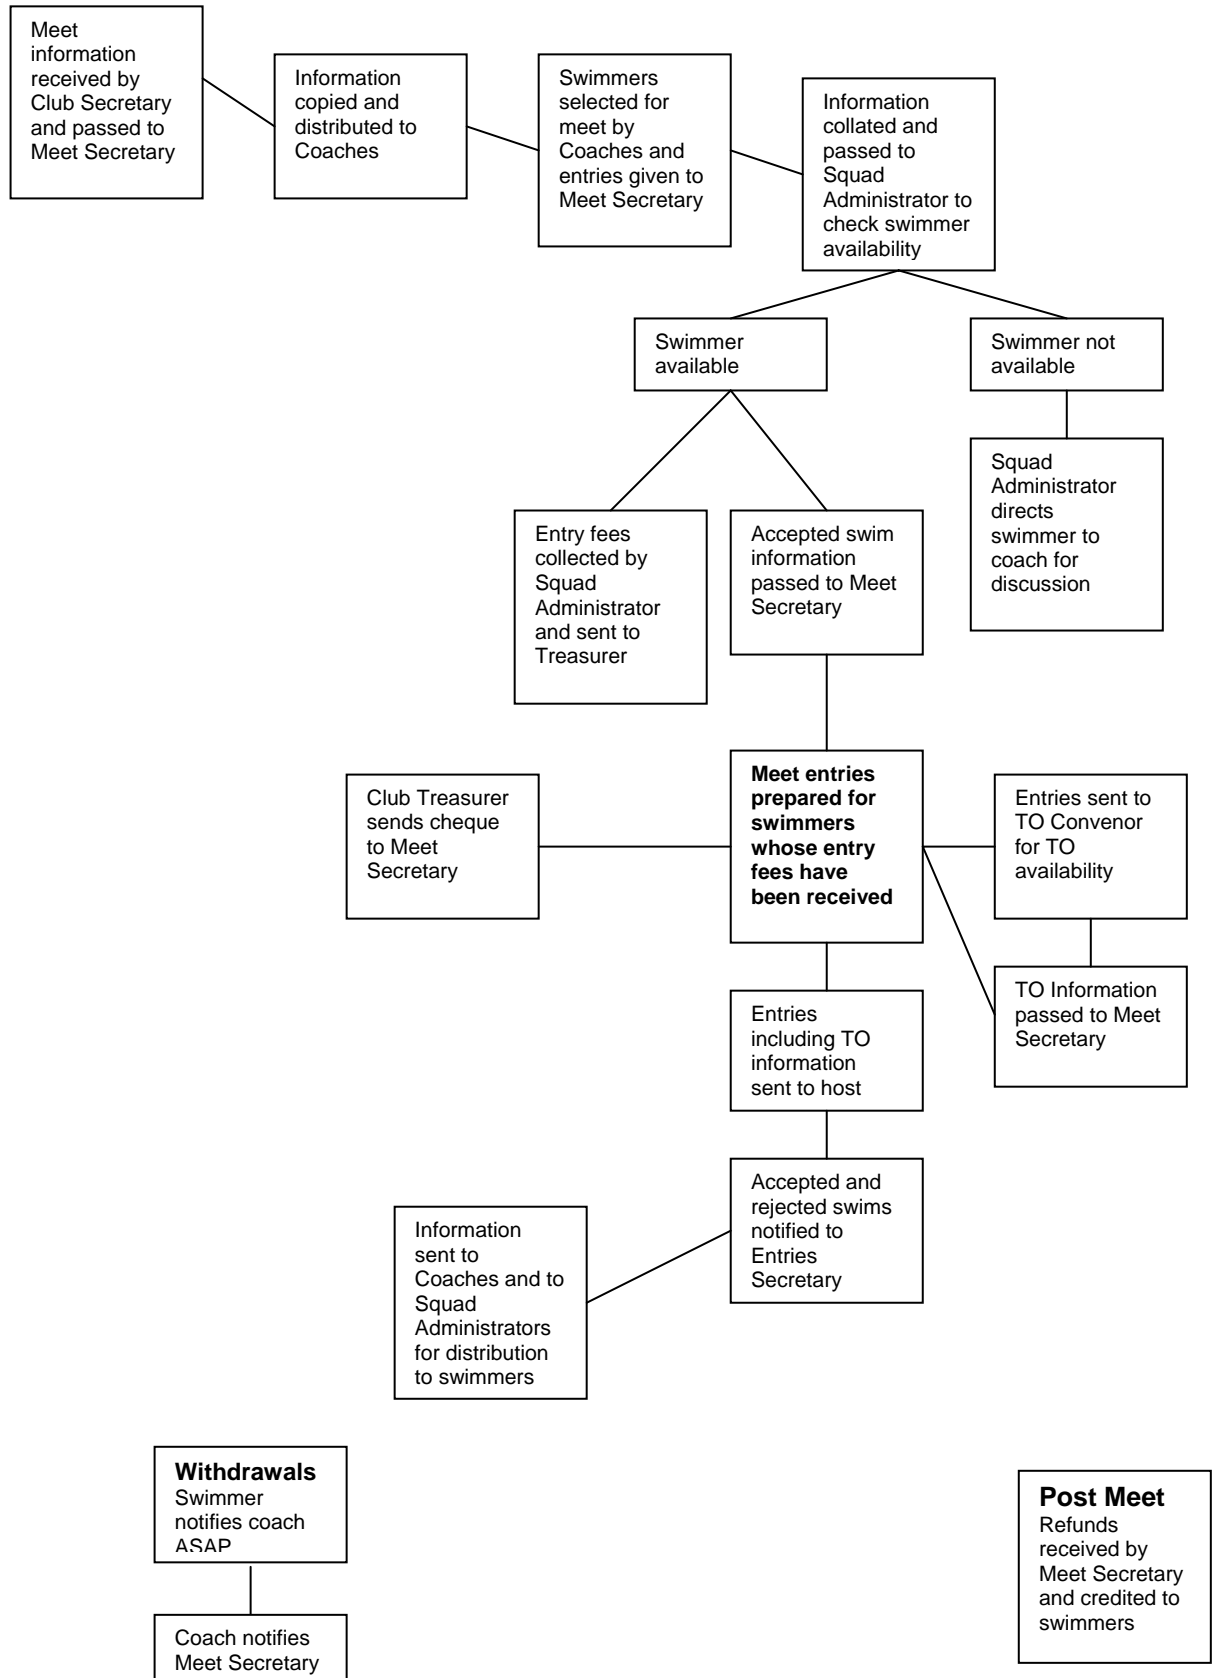 Meet
information
received by
Club Secretary
and passed to
Meet Secretary
Information
copied and
distributed to
Coaches
Swimmers
selected for
meet by
Coaches and
entries given to
Meet Secretary
Information
collated and
passed to
Squad
Administrator to
check swimmer
availability
Swimmer
available
Swimmer not
available
Entry fees
collected by
Squad
Administrator
and sent to
Treasurer
Accepted swim
information
passed to Meet
Secretary
Squad
Administrator
directs
swimmer to
coach for
discussion
Club Treasurer
sends cheque
to Meet
Secretary
Meet entries
prepared for
swimmers
whose entry
fees have
been received
Entries sent to
TO Convenor
for TO
availability
TO Information
passed to Meet
Secretary
Entries
including TO
information
sent to host
Accepted and
rejected swims
notified to
Entries
Secretary
Information
sent to
Coaches and to
Squad
Administrators
for distribution
to swimmers
Withdrawals
Swimmer
notifies coach
ASAP
Coach notifies
Meet Secretary
Post Meet
Refunds
received by
Meet Secretary
and credited to
swimmers